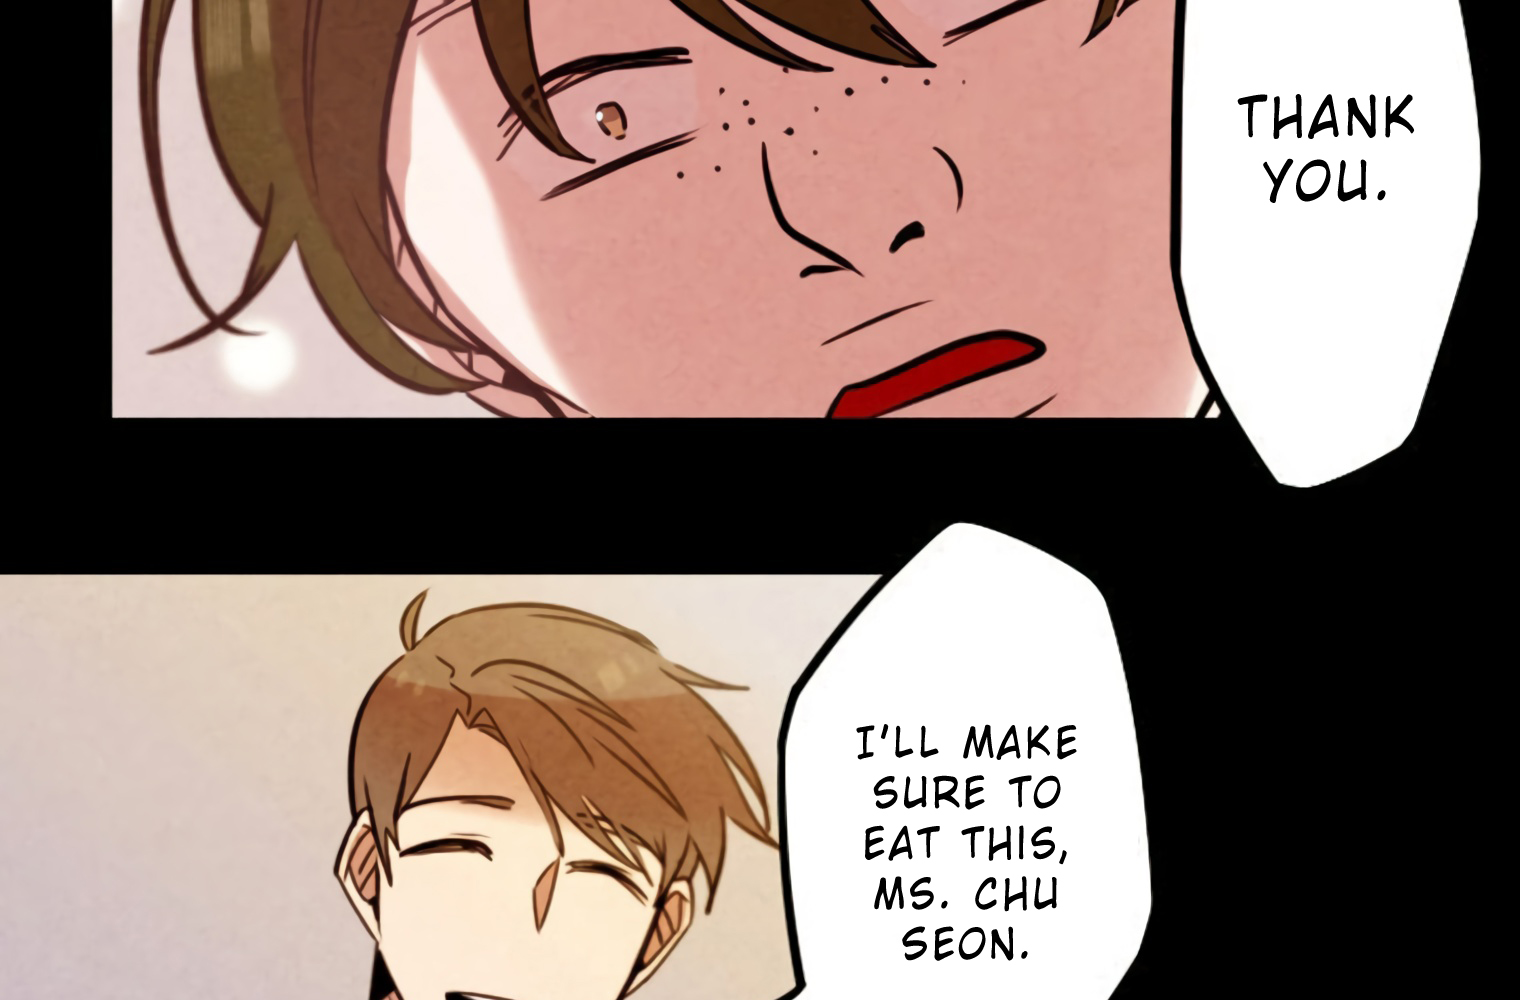 THANK
YOU.
I'LL MAKE
SURE TO
EAT THIS,
MS. CHU
SEON.